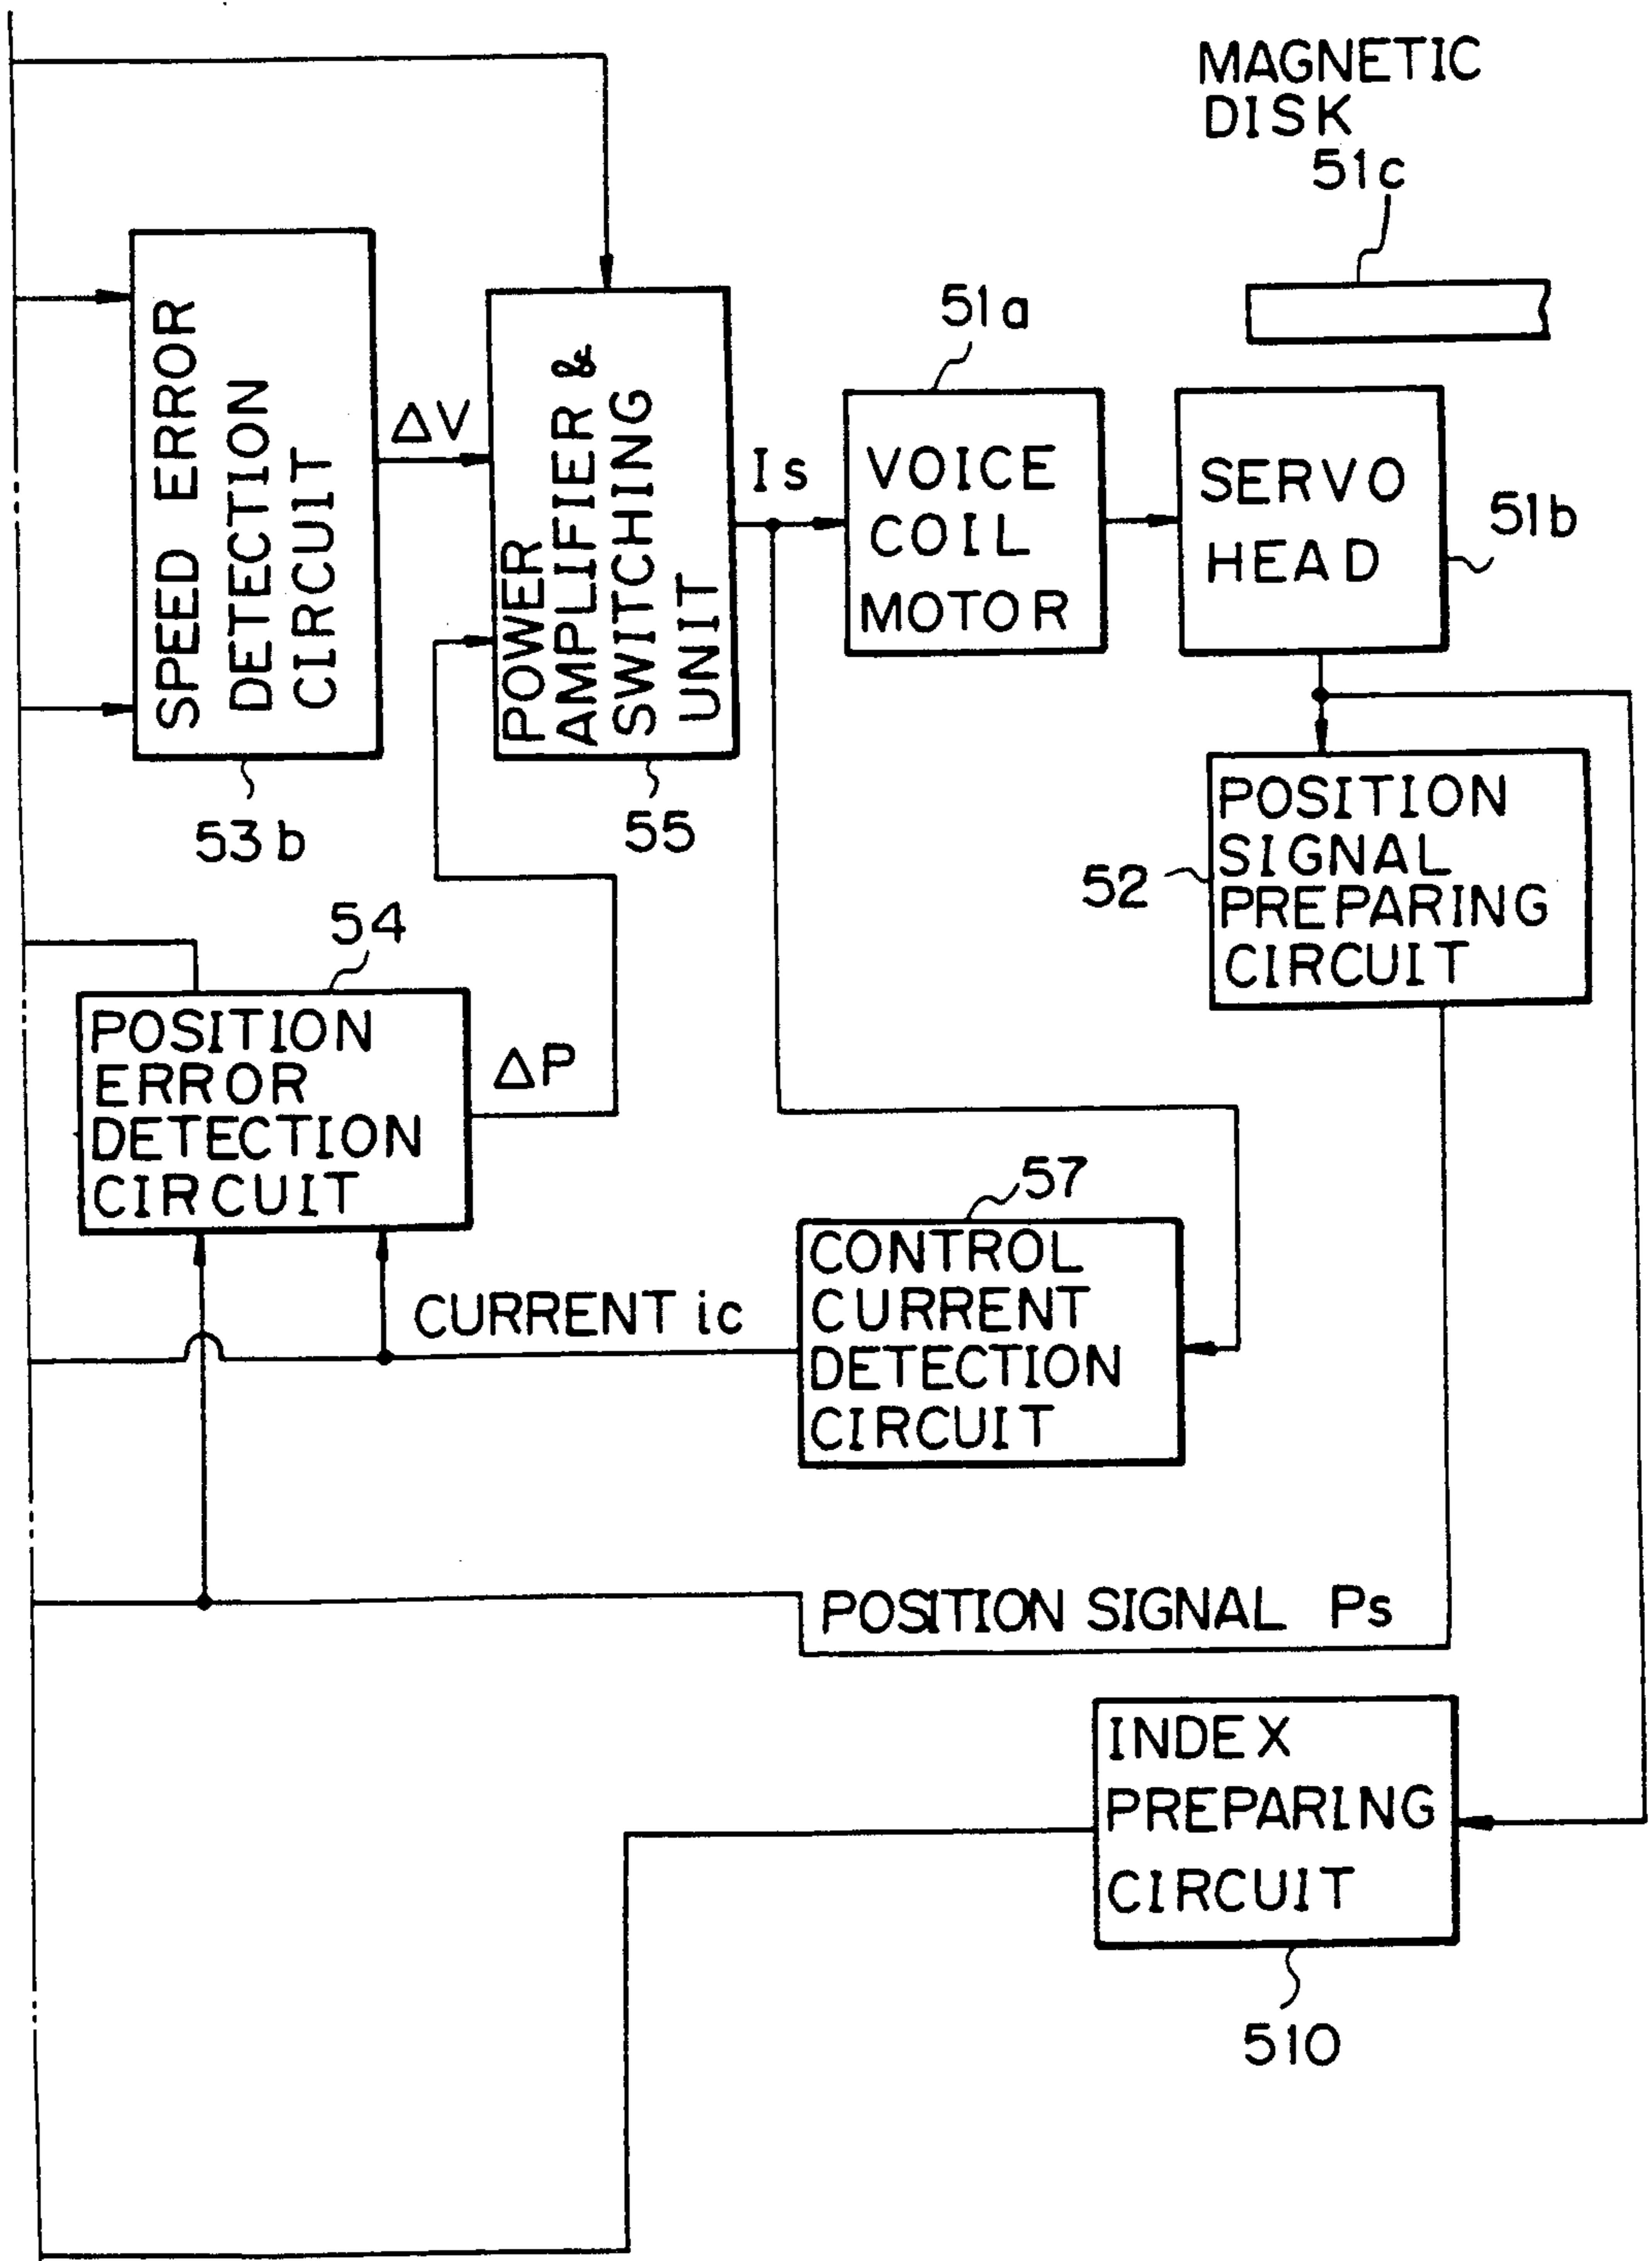 MAGNETIC
DISK
51c
SPEED ERROR
DETECTION
CIRCUIT
53b
ΔV
POWER
AMPLIFIER &
SWITCHING
UNIT
55
Is
51a
VOICE
COIL
MOTOR
SERVO
HEAD
51b
POSITION
SIGNAL
PREPARING
CIRCUIT
52
54
POSITION
ERROR
DETECTION
CIRCUIT
ΔP
57
CONTROL
CURRENT
DETECTION
CIRCUIT
CURRENT ic
POSITION SIGNAL Ps
INDEX
PREPARING
CIRCUIT
510